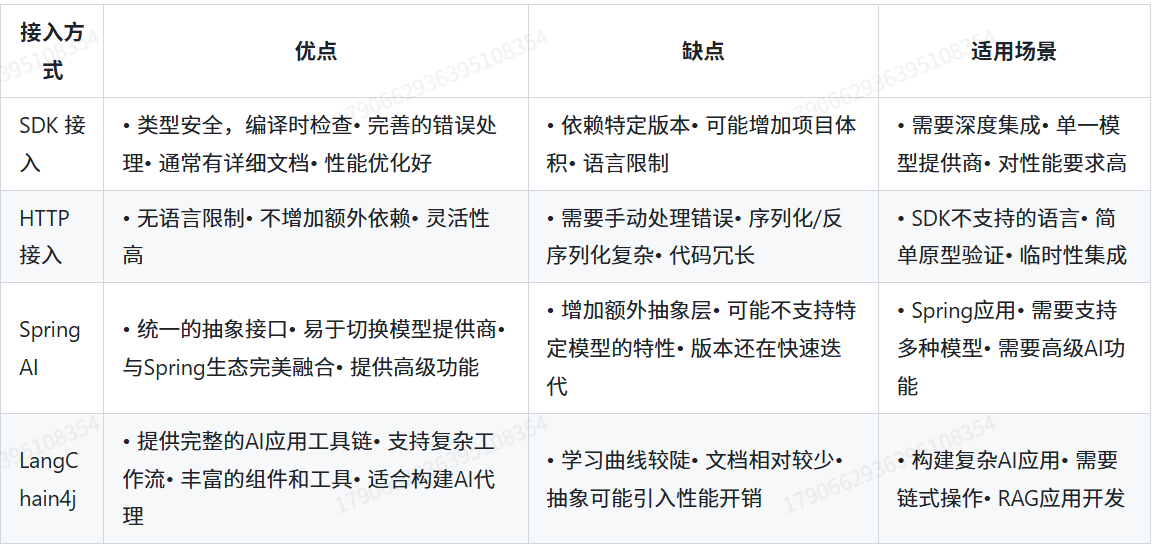 接入方
式
优点
缺点
适用场景
SDK 接
入
• 类型安全，编译时检查• 完善的错误处
理• 通常有详细文档• 性能优化好
• 依赖特定版本• 可能增加项目体
积• 语言限制
• 需要深度集成• 单一模
型提供商• 对性能要求高
HTTP
接入
• 无语言限制• 不增加额外依赖• 灵活性
高
• 需要手动处理错误• 序列化/反
序列化复杂• 代码冗长
• SDK不支持的语言• 简
单原型验证• 临时性集成
Spring
AI
• 统一的抽象接口• 易于切换模型提供商•
与Spring生态完美融合• 提供高级功能
• 增加额外抽象层• 可能不支持特
定模型的特性• 版本还在快速迭
代
• Spring应用• 需要支持
多种模型• 需要高级AI功
能
LangC
hain4j
• 提供完整的AI应用工具链• 支持复杂工
作流• 丰富的组件和工具• 适合构建AI代
理
• 学习曲线较陡• 文档相对较少•
抽象可能引入性能开销
• 构建复杂AI应用• 需要
链式操作• RAG应用开发
1790662936395108354
1790662936395108354
1790662936395108354
1790662936395108354
395108354
395108354